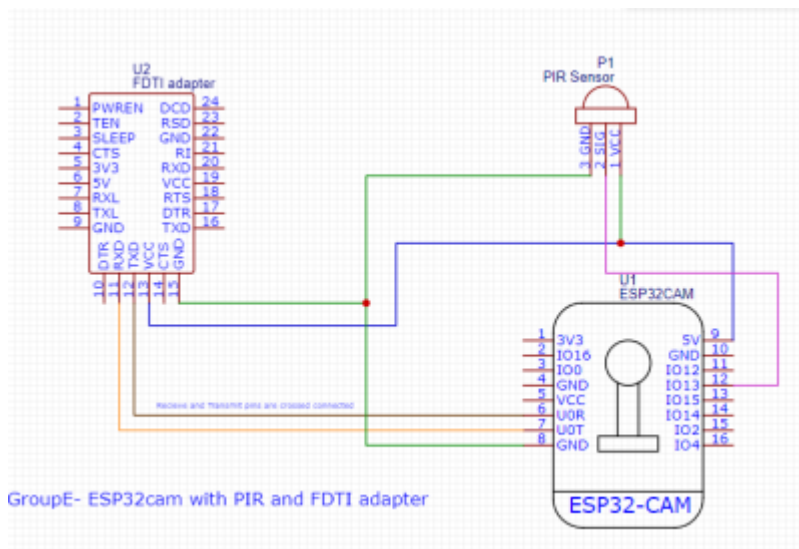 U2
FDTI adapter
1 PWREN DCD 24
2 TEN RSD 23
3 SLEEP GND 22
4 CTS RI 21
5 3V3 RXD 20
6 5V VCC 19
7 RXL RTS 18
8 TXL DTR 17
9 GND TXD 16
DTR RXD TXD VCC CTS GND
10 11 12 13 14 15
P1
PIR Sensor
3 GND
2 SIG
1 VCC
U1
ESP32CAM
1 3V3 5V 9
2 IO16 GND 10
3 IO0 IO12 11
4 GND IO13 12
5 VCC IO15 13
6 U0R IO14 14
7 U0T IO2 15
8 GND IO4 16
Recieve and Transmit pins are crossed connected
ESP32-CAM
GroupE- ESP32cam with PIR and FDTI adapter